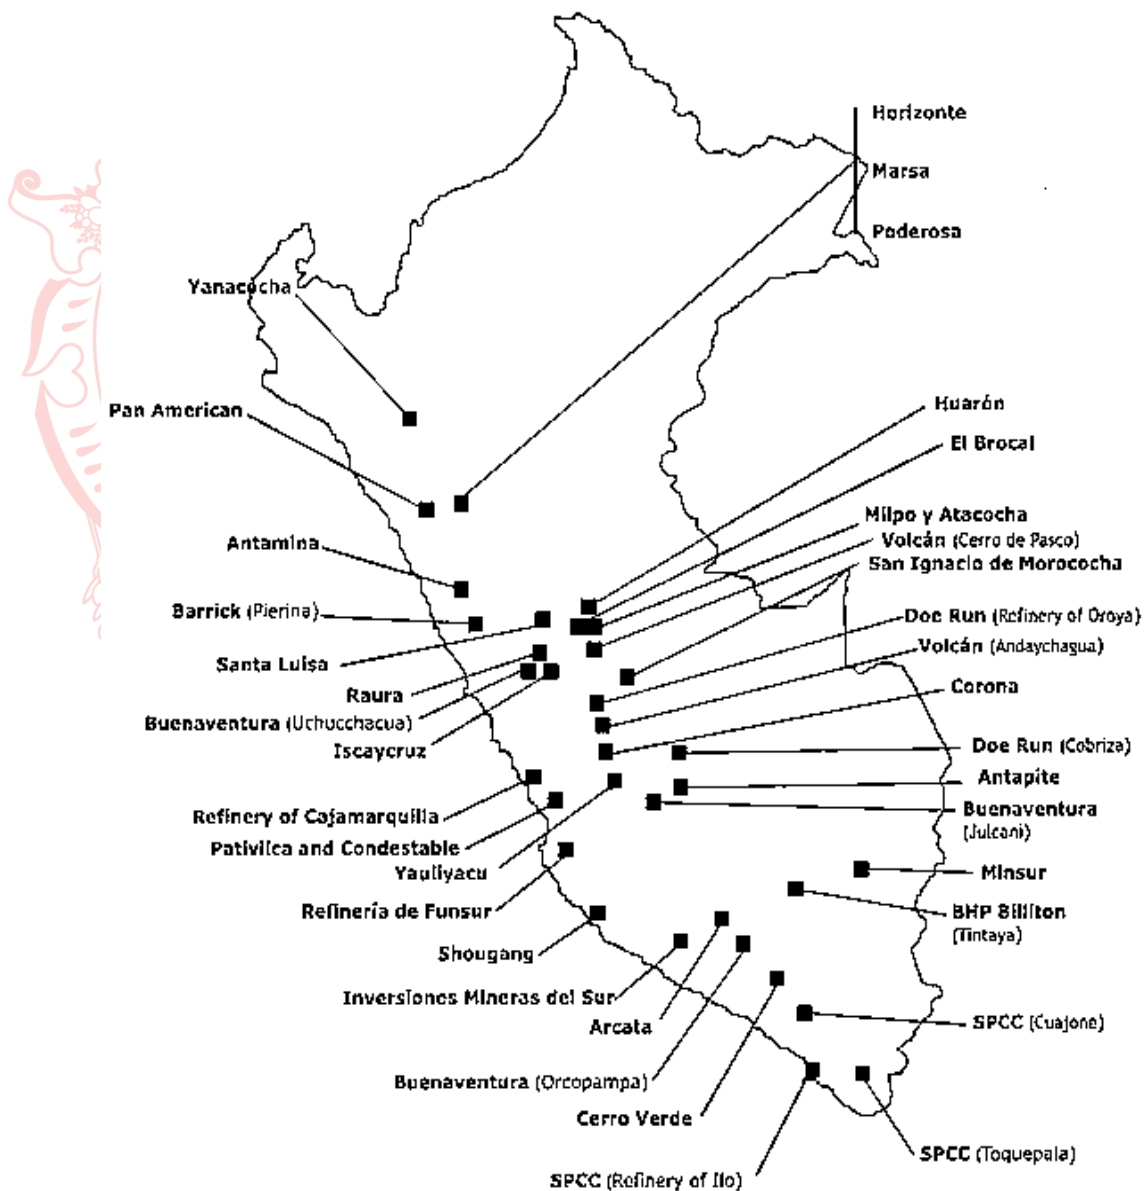 Horizonte
Marsa
Poderosa
Yanacocha
Pan American
Huarón
El Brocal
Milpo y Atacocha
Volcán (Cerro de Pasco)
San Ignacio de Morococha
Antamina
Barrick (Pierina)
Doe Run (Refinery of Oroya)
Volcán (Andaychagua)
Santa Luisa
Raura
Corona
Buenaventura (Uchucchacua)
Iscaycruz
Doe Run (Cobriza)
Antapite
Refinery of Cajamarquilla
Buenaventura
(Julcani)
Pativilca and Condestable
Yauliyacu
Minsur
Refinería de Funsur
BHP Billiton
(Tintaya)
Shougang
Inversiones Mineras del Sur
Arcata
SPCC (Cuajone)
Buenaventura (Orcopampa)
Cerro Verde
SPCC (Toquepala)
SPCC (Refinery of Ilo)